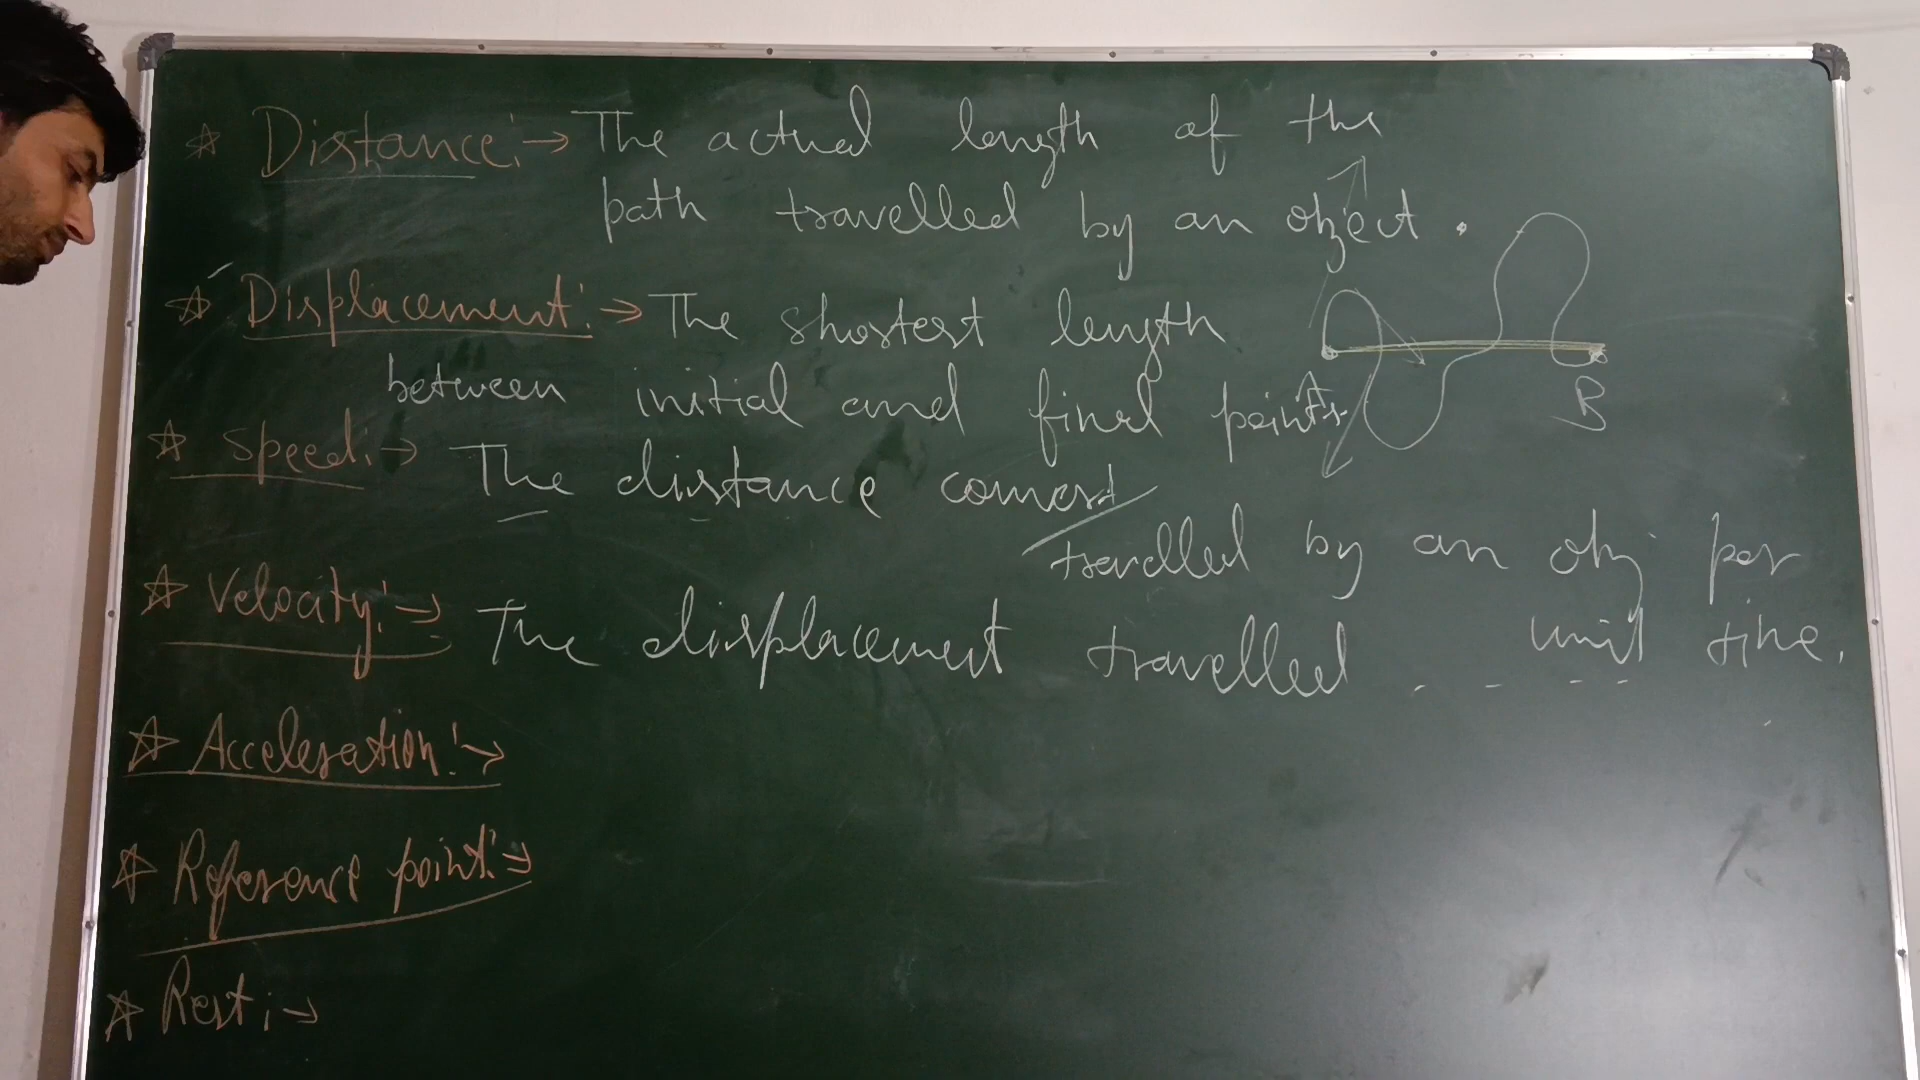 ☆ Distance:→ The actual length of the
path travelled by an object.
☆ Displacement:→ The shortest length
between initial and final points
☆ Speed:→ The distance
travelled by an obj per
unit time.
☆ Velocity:→ The displacement travelled - - - - -
☆ Acceleration:→
☆ Reference point:→
☆ Rest:→
B